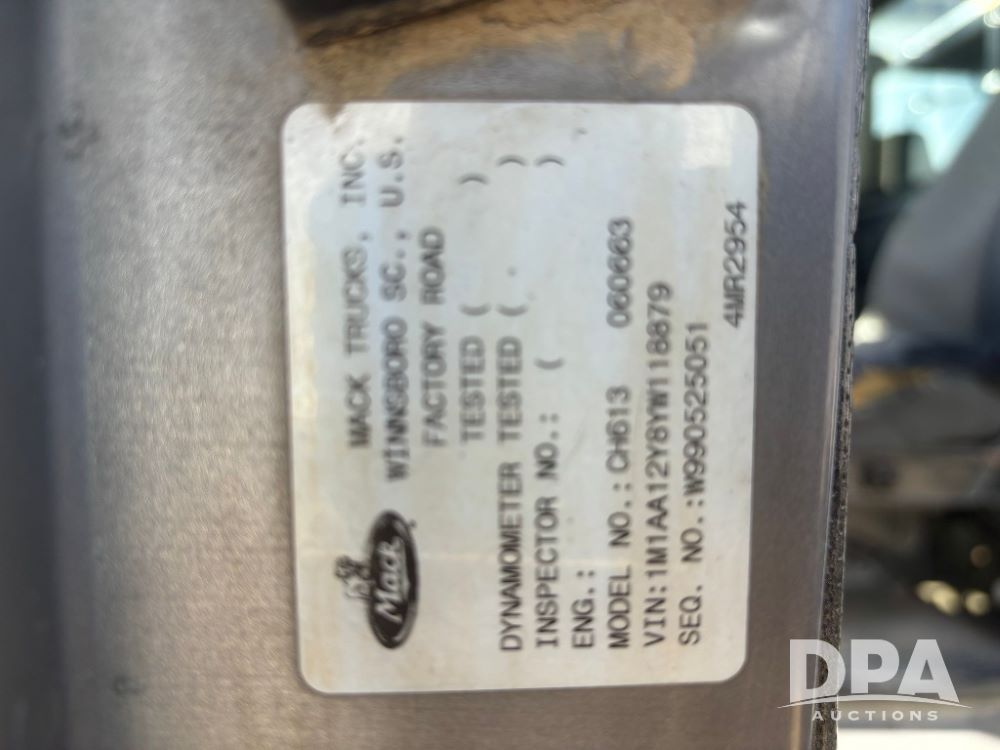 Mack
MACK TRUCKS, INC.
WINNSBORO SC., U.S.
FACTORY ROAD
TESTED ( )
DYNAMOMETER TESTED ( . )
INSPECTOR NO.: ( )
ENG.:
MODEL NO.: CH613 060663
VIN:1M1AA12Y8YW118879
SEQ. NO.:W990525051
4MR2954
DPA
AUCTIONS